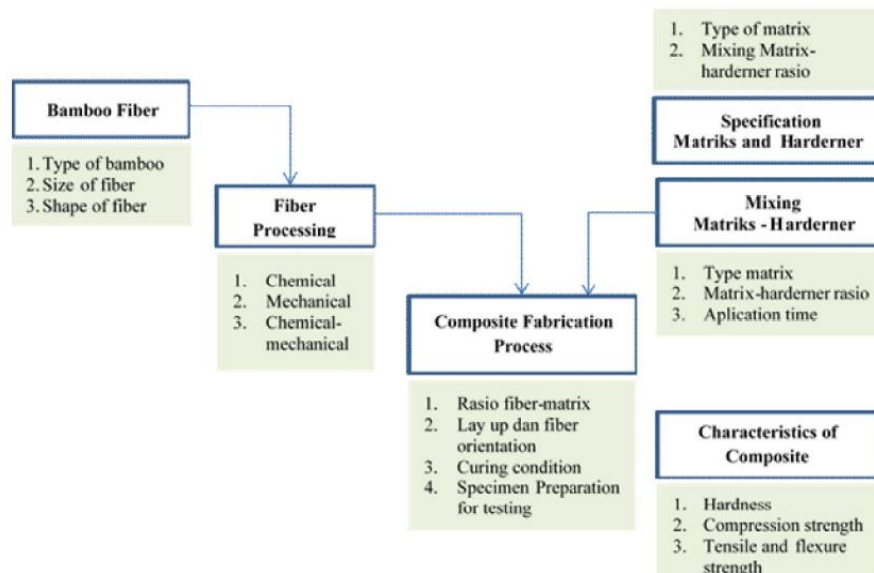 1. Type of matrix
2. Mixing Matrix-
harderner rasio
Bamboo Fiber
1. Type of bamboo
2. Size of fiber
3. Shape of fiber
Specification
Matriks and Harderner
Fiber
Processing
1. Chemical
2. Mechanical
3. Chemical-
mechanical
Mixing
Matriks - Harderner
1. Type matrix
2. Matrix-harderner rasio
3. Aplication time
Composite Fabrication
Process
1. Rasio fiber-matrix
2. Lay up dan fiber
orientation
3. Curing condition
4. Specimen Preparation
for testing
Characteristics of
Composite
1. Hardness
2. Compression strength
3. Tensile and flexure
strength